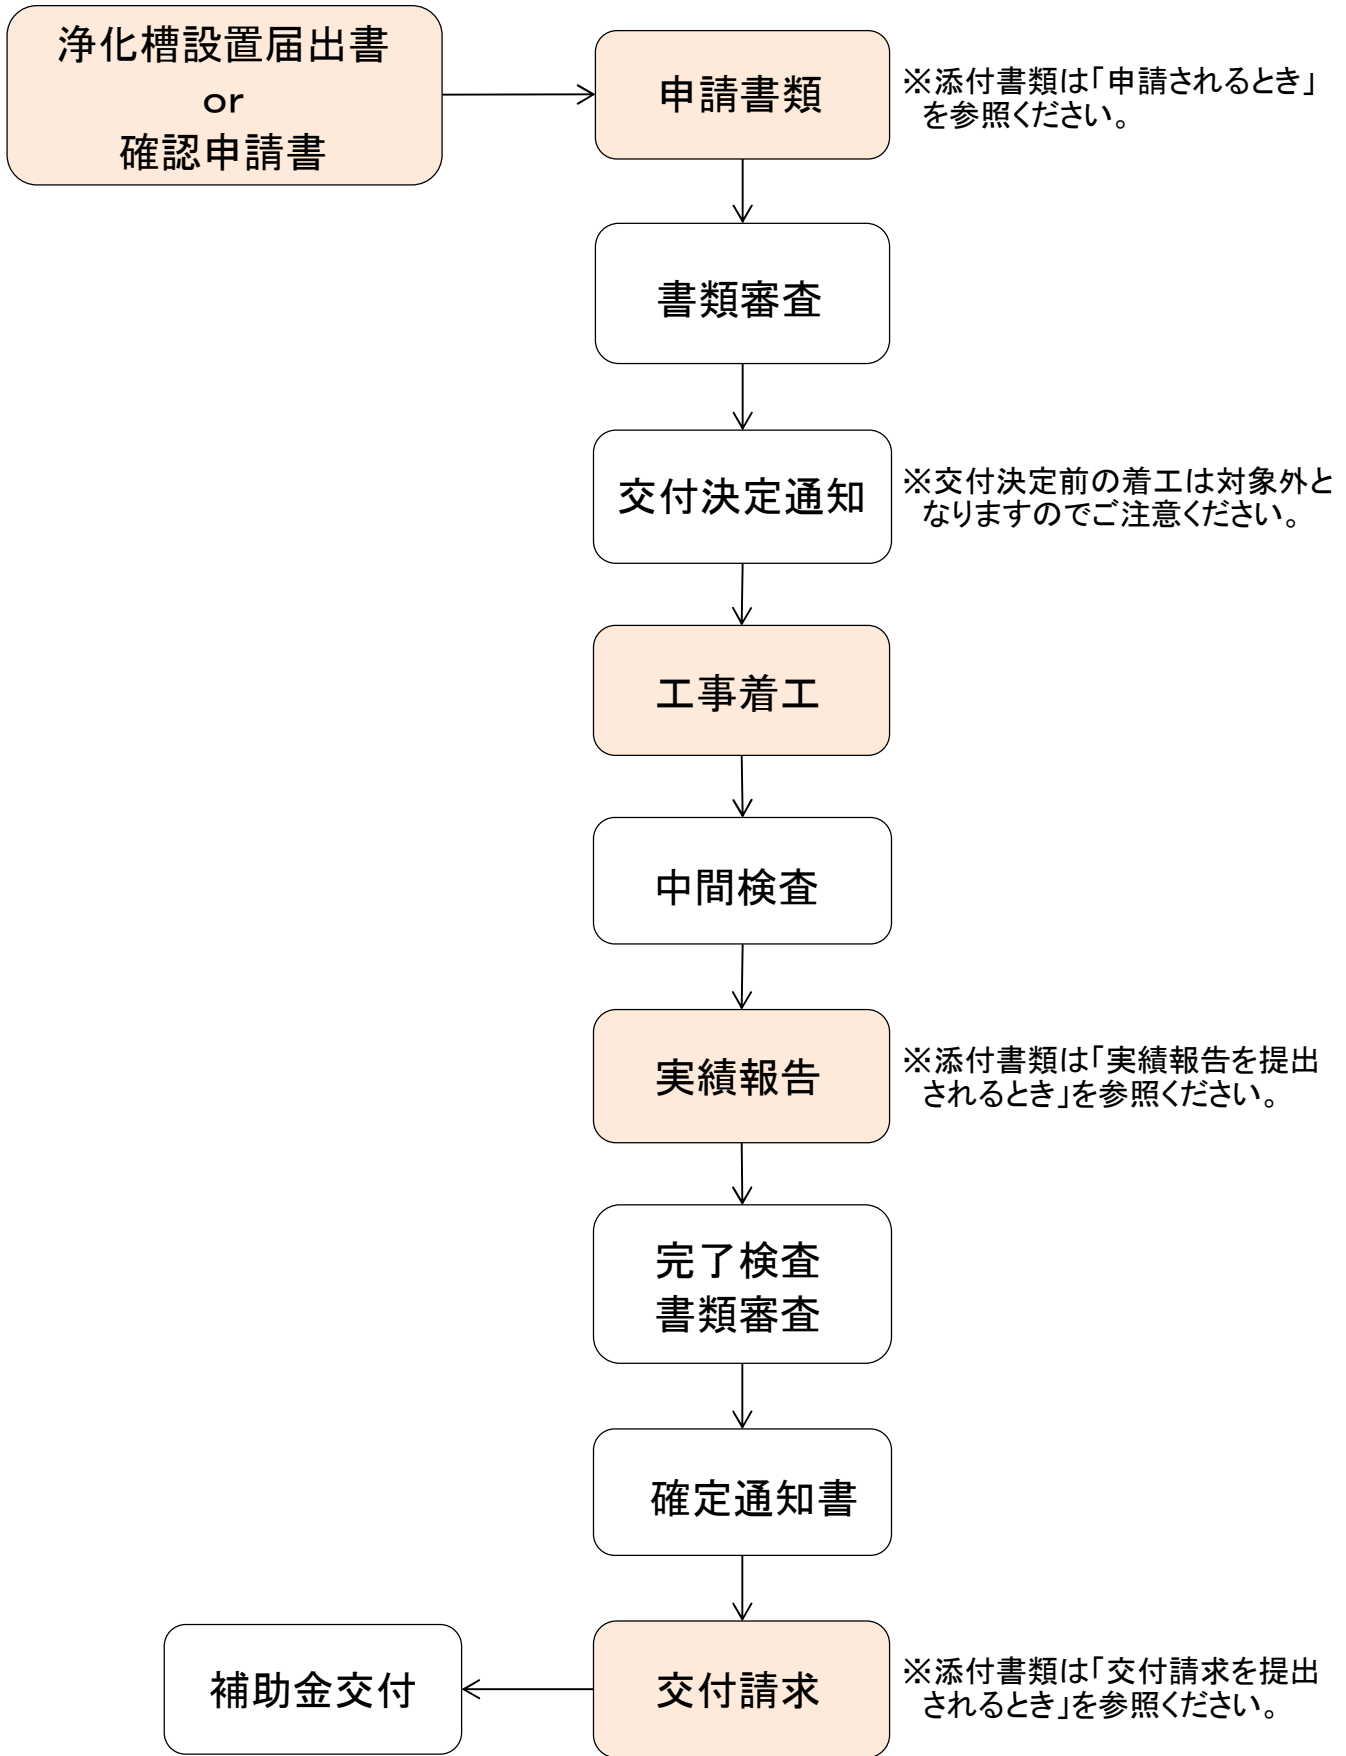 浄化槽設置届出書
or
確認申請書
申請書類
※添付書類は「申請されるとき」
を参照ください。
書類審査
交付決定通知
※交付決定前の着工は対象外と
なりますのでご注意ください。
工事着工
中間検査
実績報告
※添付書類は「実績報告を提出
されるとき」を参照ください。
完了検査
書類審査
確定通知書
補助金交付
交付請求
※添付書類は「交付請求を提出
されるとき」を参照ください。